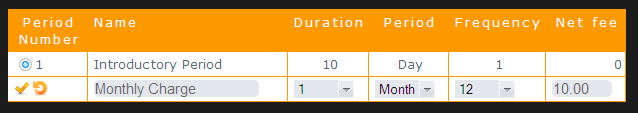 Period Number Name Duration Period Frequency Net fee
1 Introductory Period 10 Day 1 0
Monthly Charge 1 Month 12 10.00